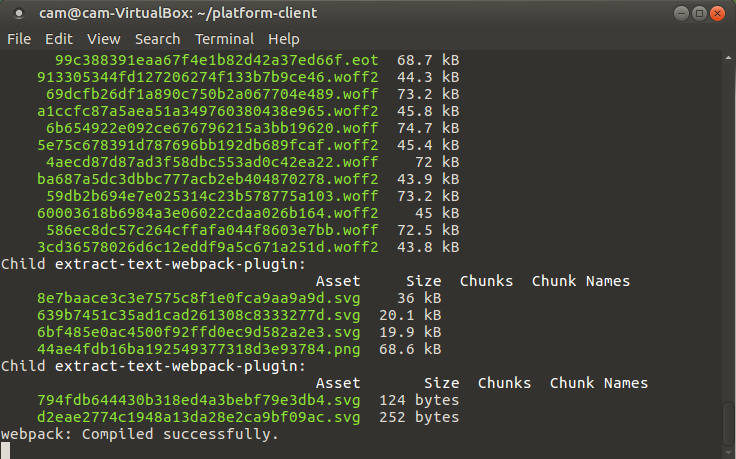 cam@cam-VirtualBox: ~/platform-client
File Edit View Search Terminal Help
99c388391eaa67f4e1b82d42a37ed66f.eot 68.7 kB
913305344fd127206274f133b7b9ce46.woff2 44.3 kB
69dcfb26df1a890c750b2a067704e489.woff 73.2 kB
a1ccfc87a5aea51a349760380438e965.woff2 45.8 kB
6b654922e092ce676796215a3bb19620.woff 74.7 kB
5e75c678391d787696bb192db689fcaf.woff2 45.4 kB
4aecd87d87ad3f58dbc553ad0c42ea22.woff 72 kB
ba687a5dc3dbbc777acb2eb404870278.woff2 43.9 kB
59db2b694e7e025314c23b578775a103.woff 73.2 kB
60003618b6984a3e06022cdaa026b164.woff2 45 kB
586ec8dc57c264cffafa044f8603e7bb.woff 72.5 kB
3cd36578026d6c12eddf9a5c671a251d.woff2 43.8 kB
Child extract-text-webpack-plugin:
Asset Size Chunks Chunk Names
8e7baace3c3e7575c8f1e0fca9aa9a9d.svg 36 kB
639b7451c35ad1cad261308c8333277d.svg 20.1 kB
6bf485e0ac4500f92ffd0ec9d582a2e3.svg 19.9 kB
44ae4fdb16ba192549377318d3e93784.png 68.6 kB
Child extract-text-webpack-plugin:
Asset Size Chunks Chunk Names
794fdb644430b318ed4a3bebf79e3db4.svg 124 bytes
d2eae2774c1948a13da28e2ca9bf09ac.svg 252 bytes
webpack: Compiled successfully.